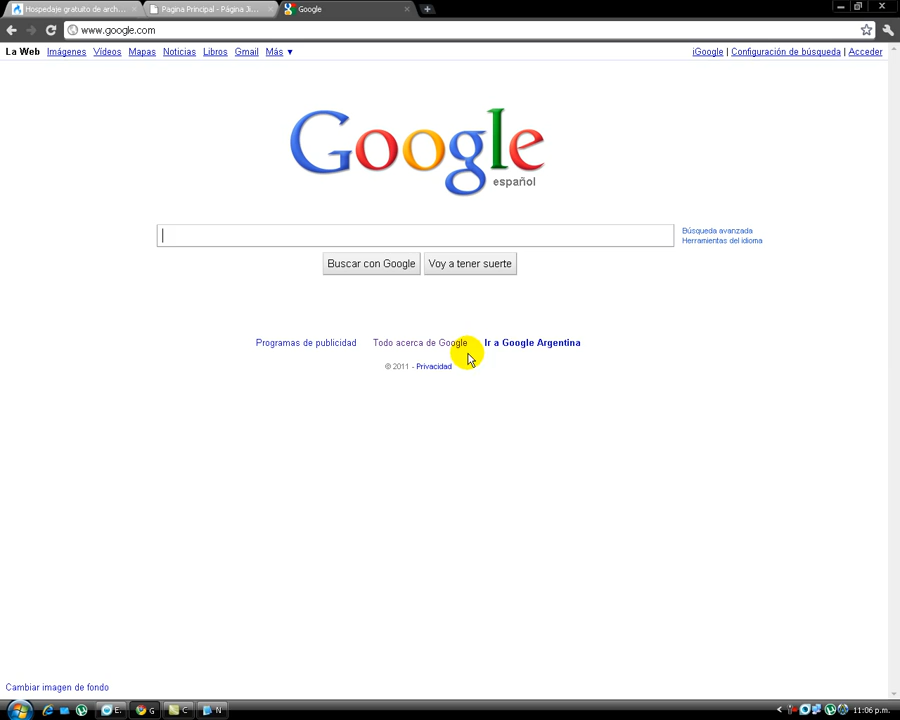 Hospedaje gratuito de arch...
Pagina Principal - Página Ji...
Google
www.google.com
La Web Imágenes Vídeos Mapas Noticias Libros Gmail Más ▼
iGoogle | Configuración de búsqueda | Acceder
Google
español
Búsqueda avanzada
Herramientas del idioma
Buscar con Google Voy a tener suerte
Programas de publicidad Todo acerca de Google Ir a Google Argentina
© 2011 - Privacidad
Cambiar imagen de fondo
E. G C N 11:06 p.m.